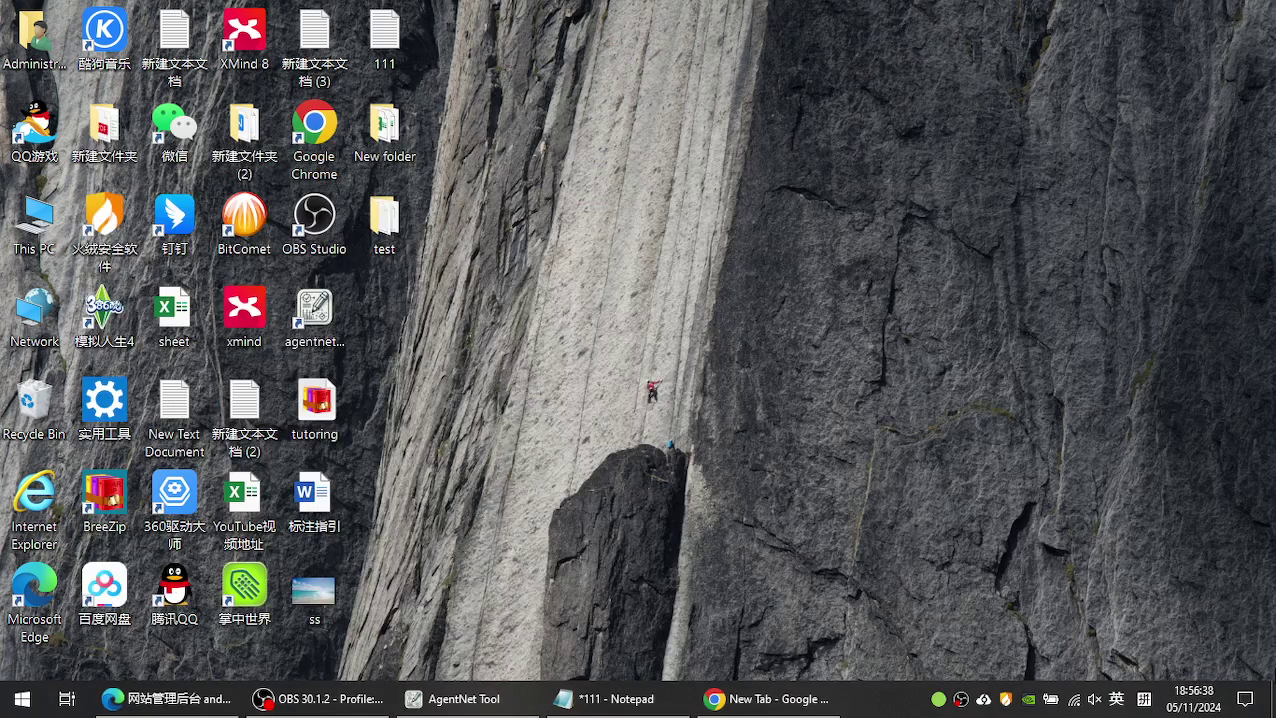 Administr...
酷狗音乐
新建文本文
档
XMind 8
新建文本文
档 (3)
111
QQ游戏
新建文件夹
微信
新建文件夹
(2)
Google
Chrome
New folder
This PC
火绒安全软
件
钉钉
BitComet
OBS Studio
test
Network
模拟人生4
sheet
xmind
agentnet...
Recycle Bin
实用工具
New Text
Document
新建文本文
档 (2)
tutoring
Internet
Explorer
BreeZip
360驱动大
师
YouTube视
频地址
标注指引
Microsoft
Edge
百度网盘
腾讯QQ
掌中世界
ss
网站管理后台 and...
OBS 30.1.2 - Profile:...
AgentNet Tool
*111 - Notepad
New Tab - Google ...
英
拼
18:56:38
05/11/2024